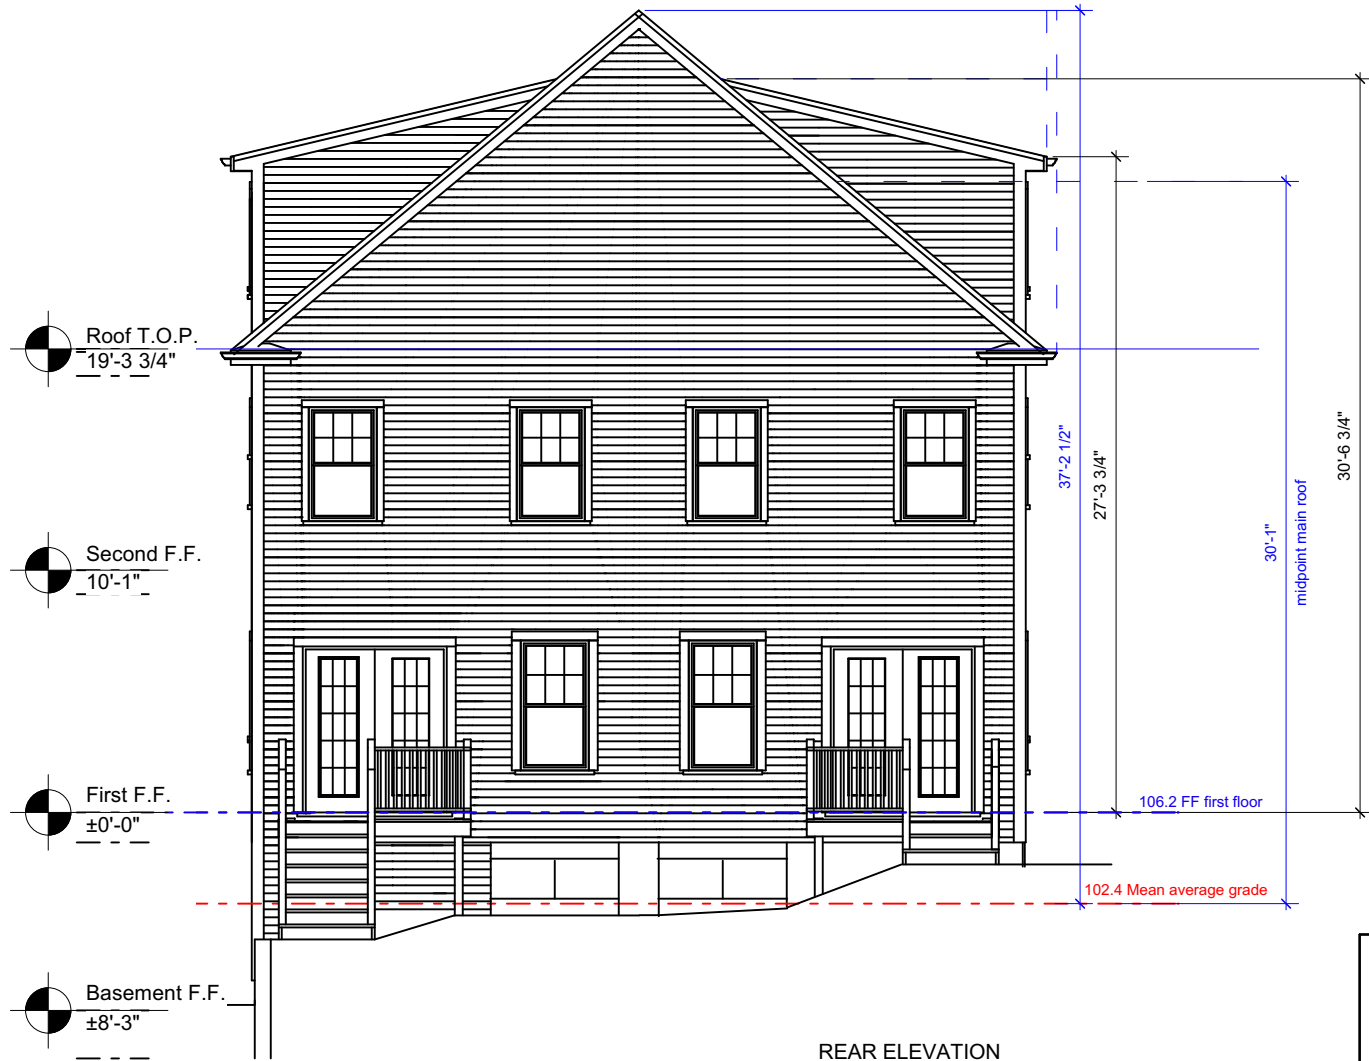 Roof T.O.P.
19'-3 3/4"
Second F.F.
10'-1"
First F.F.
±0'-0"
Basement F.F.
±8'-3"
37'-2 1/2"
27'-3 3/4"
30'-1"
midpoint main roof
30'-6 3/4"
106.2 FF first floor
102.4 Mean average grade
REAR ELEVATION